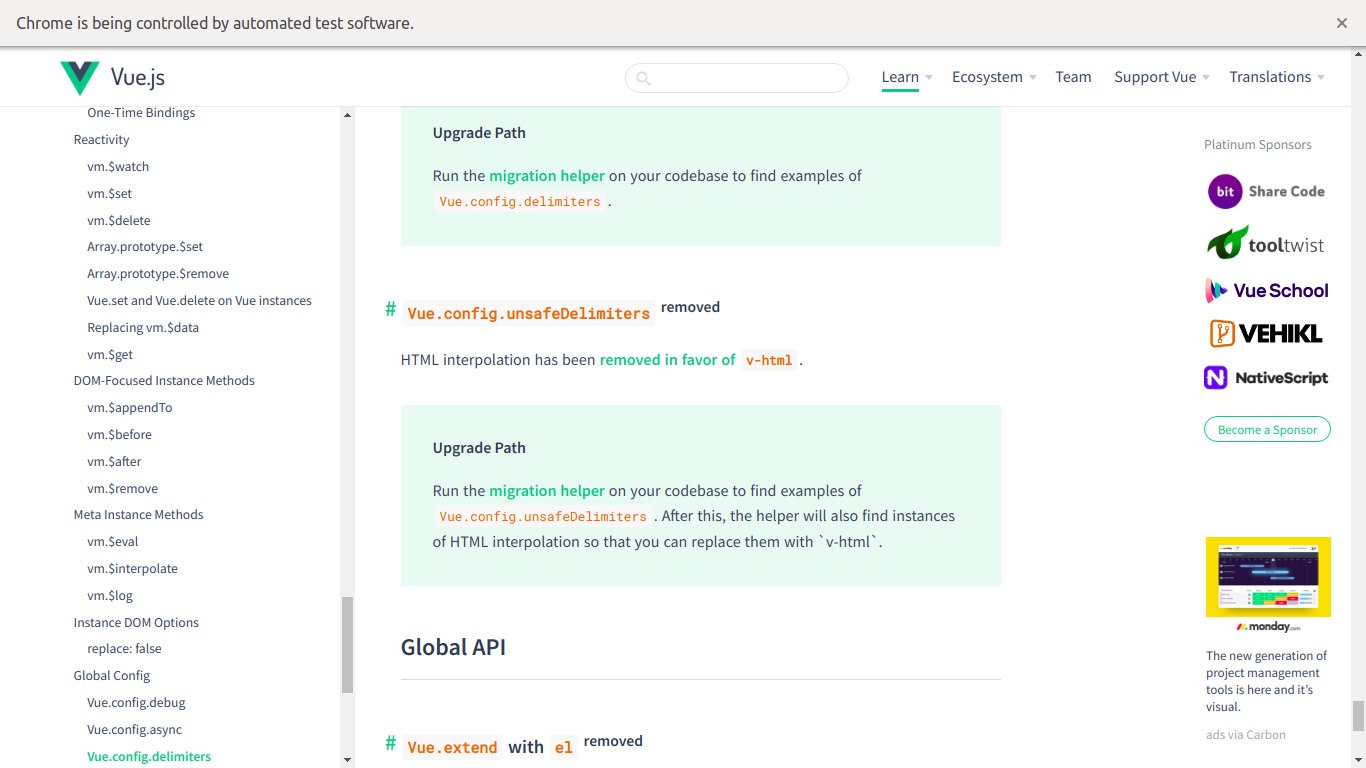 Chrome is being controlled by automated test software.
Vue.js
Learn
Ecosystem
Team
Support Vue
Translations
One-Time Bindings
Reactivity
vm.$watch
vm.$set
vm.$delete
Array.prototype.$set
Array.prototype.$remove
Vue.set and Vue.delete on Vue instances
Replacing vm.$data
vm.$get
DOM-Focused Instance Methods
vm.$appendTo
vm.$before
vm.$after
vm.$remove
Meta Instance Methods
vm.$eval
vm.$interpolate
vm.$log
Instance DOM Options
replace: false
Global Config
Vue.config.debug
Vue.config.async
Vue.config.delimiters
Upgrade Path
Run the migration helper on your codebase to find examples of
Vue.config.delimiters .
# Vue.config.unsafeDelimiters removed
HTML interpolation has been removed in favor of v-html .
Upgrade Path
Run the migration helper on your codebase to find examples of
Vue.config.unsafeDelimiters . After this, the helper will also find instances
of HTML interpolation so that you can replace them with `v-html`.
Global API
# Vue.extend with el removed
Platinum Sponsors
bit Share Code
tooltwist
Vue School
VEHIKL
NativeScript
Become a Sponsor
monday.com
The new generation of
project management
tools is here and it's
visual.
ads via Carbon